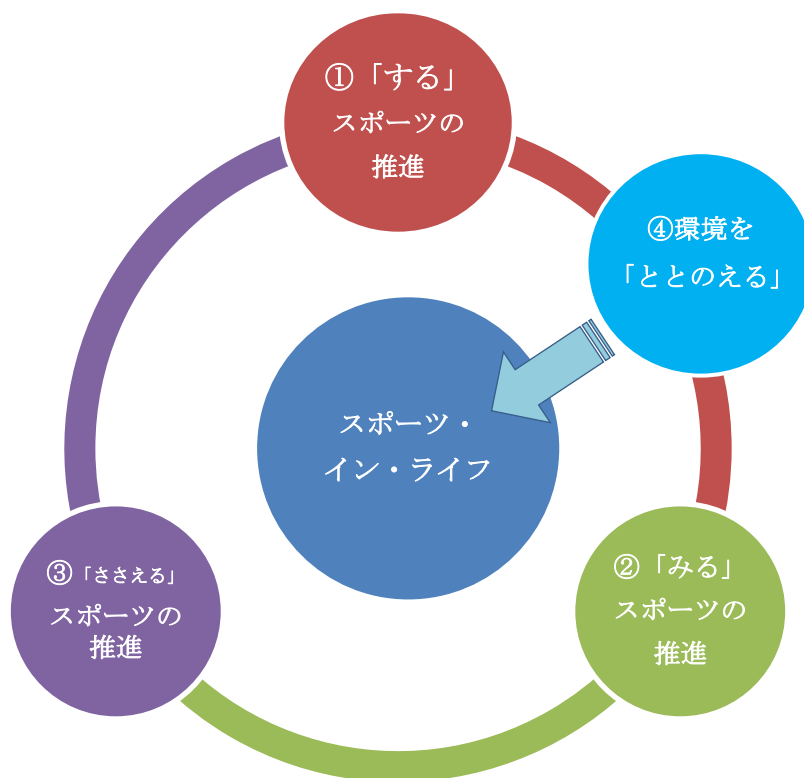 ①「する」
スポーツの
推進
④環境を
「ととのえる」
スポーツ・
イン・ライフ
③「ささえる」
スポーツの
推進
②「みる」
スポーツの
推進